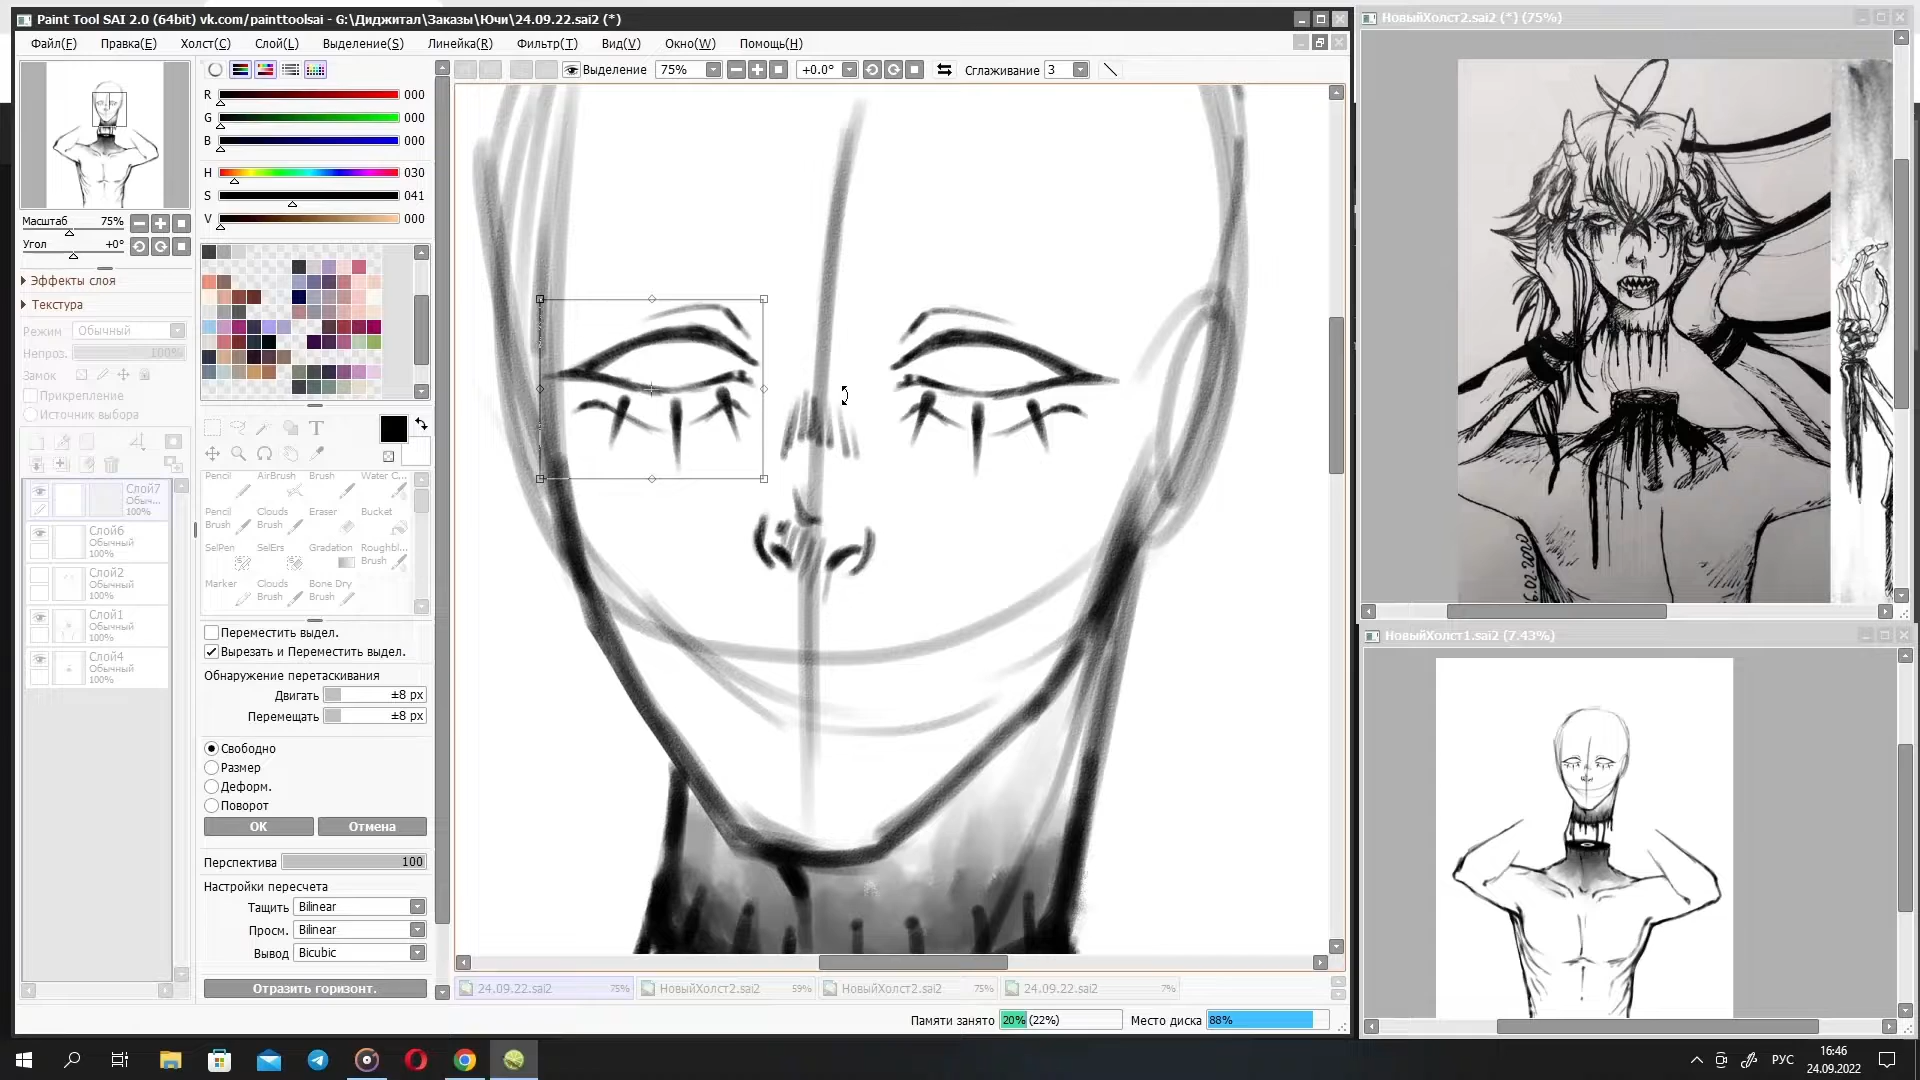 Paint Tool SAI 2.0 (64bit) vk.com/painttoolsai - G:\Диджитал\Заказы\Ючи\24.09.22.sai2 (*)
Файл(F) Правка(E) Холст(C) Слой(L) Выделение(S) Линейка(R) Фильтр(T) Вид(V) Окно(W) Помощь(H)
Выделение 75% +0.0° Сглаживание 3
R 000
G 000
B 000
H 030
S 041
V 000
Масштаб 75%
Угол +0°
Эффекты слоя
Текстура
Режим Обычный
Непроз. 100%
Замок
Прикрепление
Источник выбора
Слой7
Обыч...
100%
Слой6
Обычный
100%
Слой2
Обычный
100%
Слой1
Обычный
100%
Слой4
Обычный
100%
T
Pencil AirBrush Brush Water C...
Pencil Brush Clouds Brush Eraser Bucket
SelPen SelErs Gradation Roughbl... Brush
Marker Clouds Brush Bone Dry Brush
Переместить выдел.
Вырезать и Переместить выдел.
Обнаружение перетаскивания
Двигать ±8 px
Перемещать ±8 px
Свободно
Размер
Деформ.
Поворот
OK Отмена
Перспектива 100
Настройки пересчета
Тащить Bilinear
Просм. Bilinear
Вывод Bicubic
Отразить горизонт.
24.09.22.sai2 75% НовыйХолст2.sai2 59% НовыйХолст2.sai2 75% 24.09.22.sai2 7%
Памяти занято 20% (22%) Место диска 88%
НовыйХолст2.sai2 (*) (75%)
6.02.2020
НовыйХолст1.sai2 (7.43%)
РУС
16:46
24.09.2022